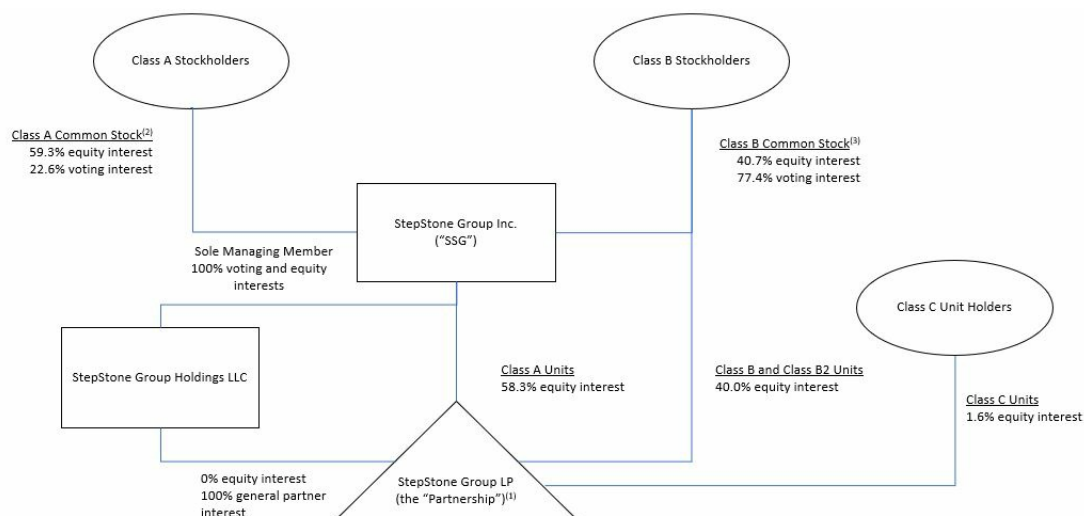 Class A Stockholders
Class B Stockholders
Class A Common Stock(2)
59.3% equity interest
22.6% voting interest
Class B Common Stock(3)
40.7% equity interest
77.4% voting interest
StepStone Group Inc.
(“SSG”)
Sole Managing Member
100% voting and equity
interests
Class C Unit Holders
StepStone Group Holdings LLC
Class A Units
58.3% equity interest
Class B and Class B2 Units
40.0% equity interest
Class C Units
1.6% equity interest
0% equity interest
100% general partner
interest
StepStone Group LP
(the “Partnership”)(1)